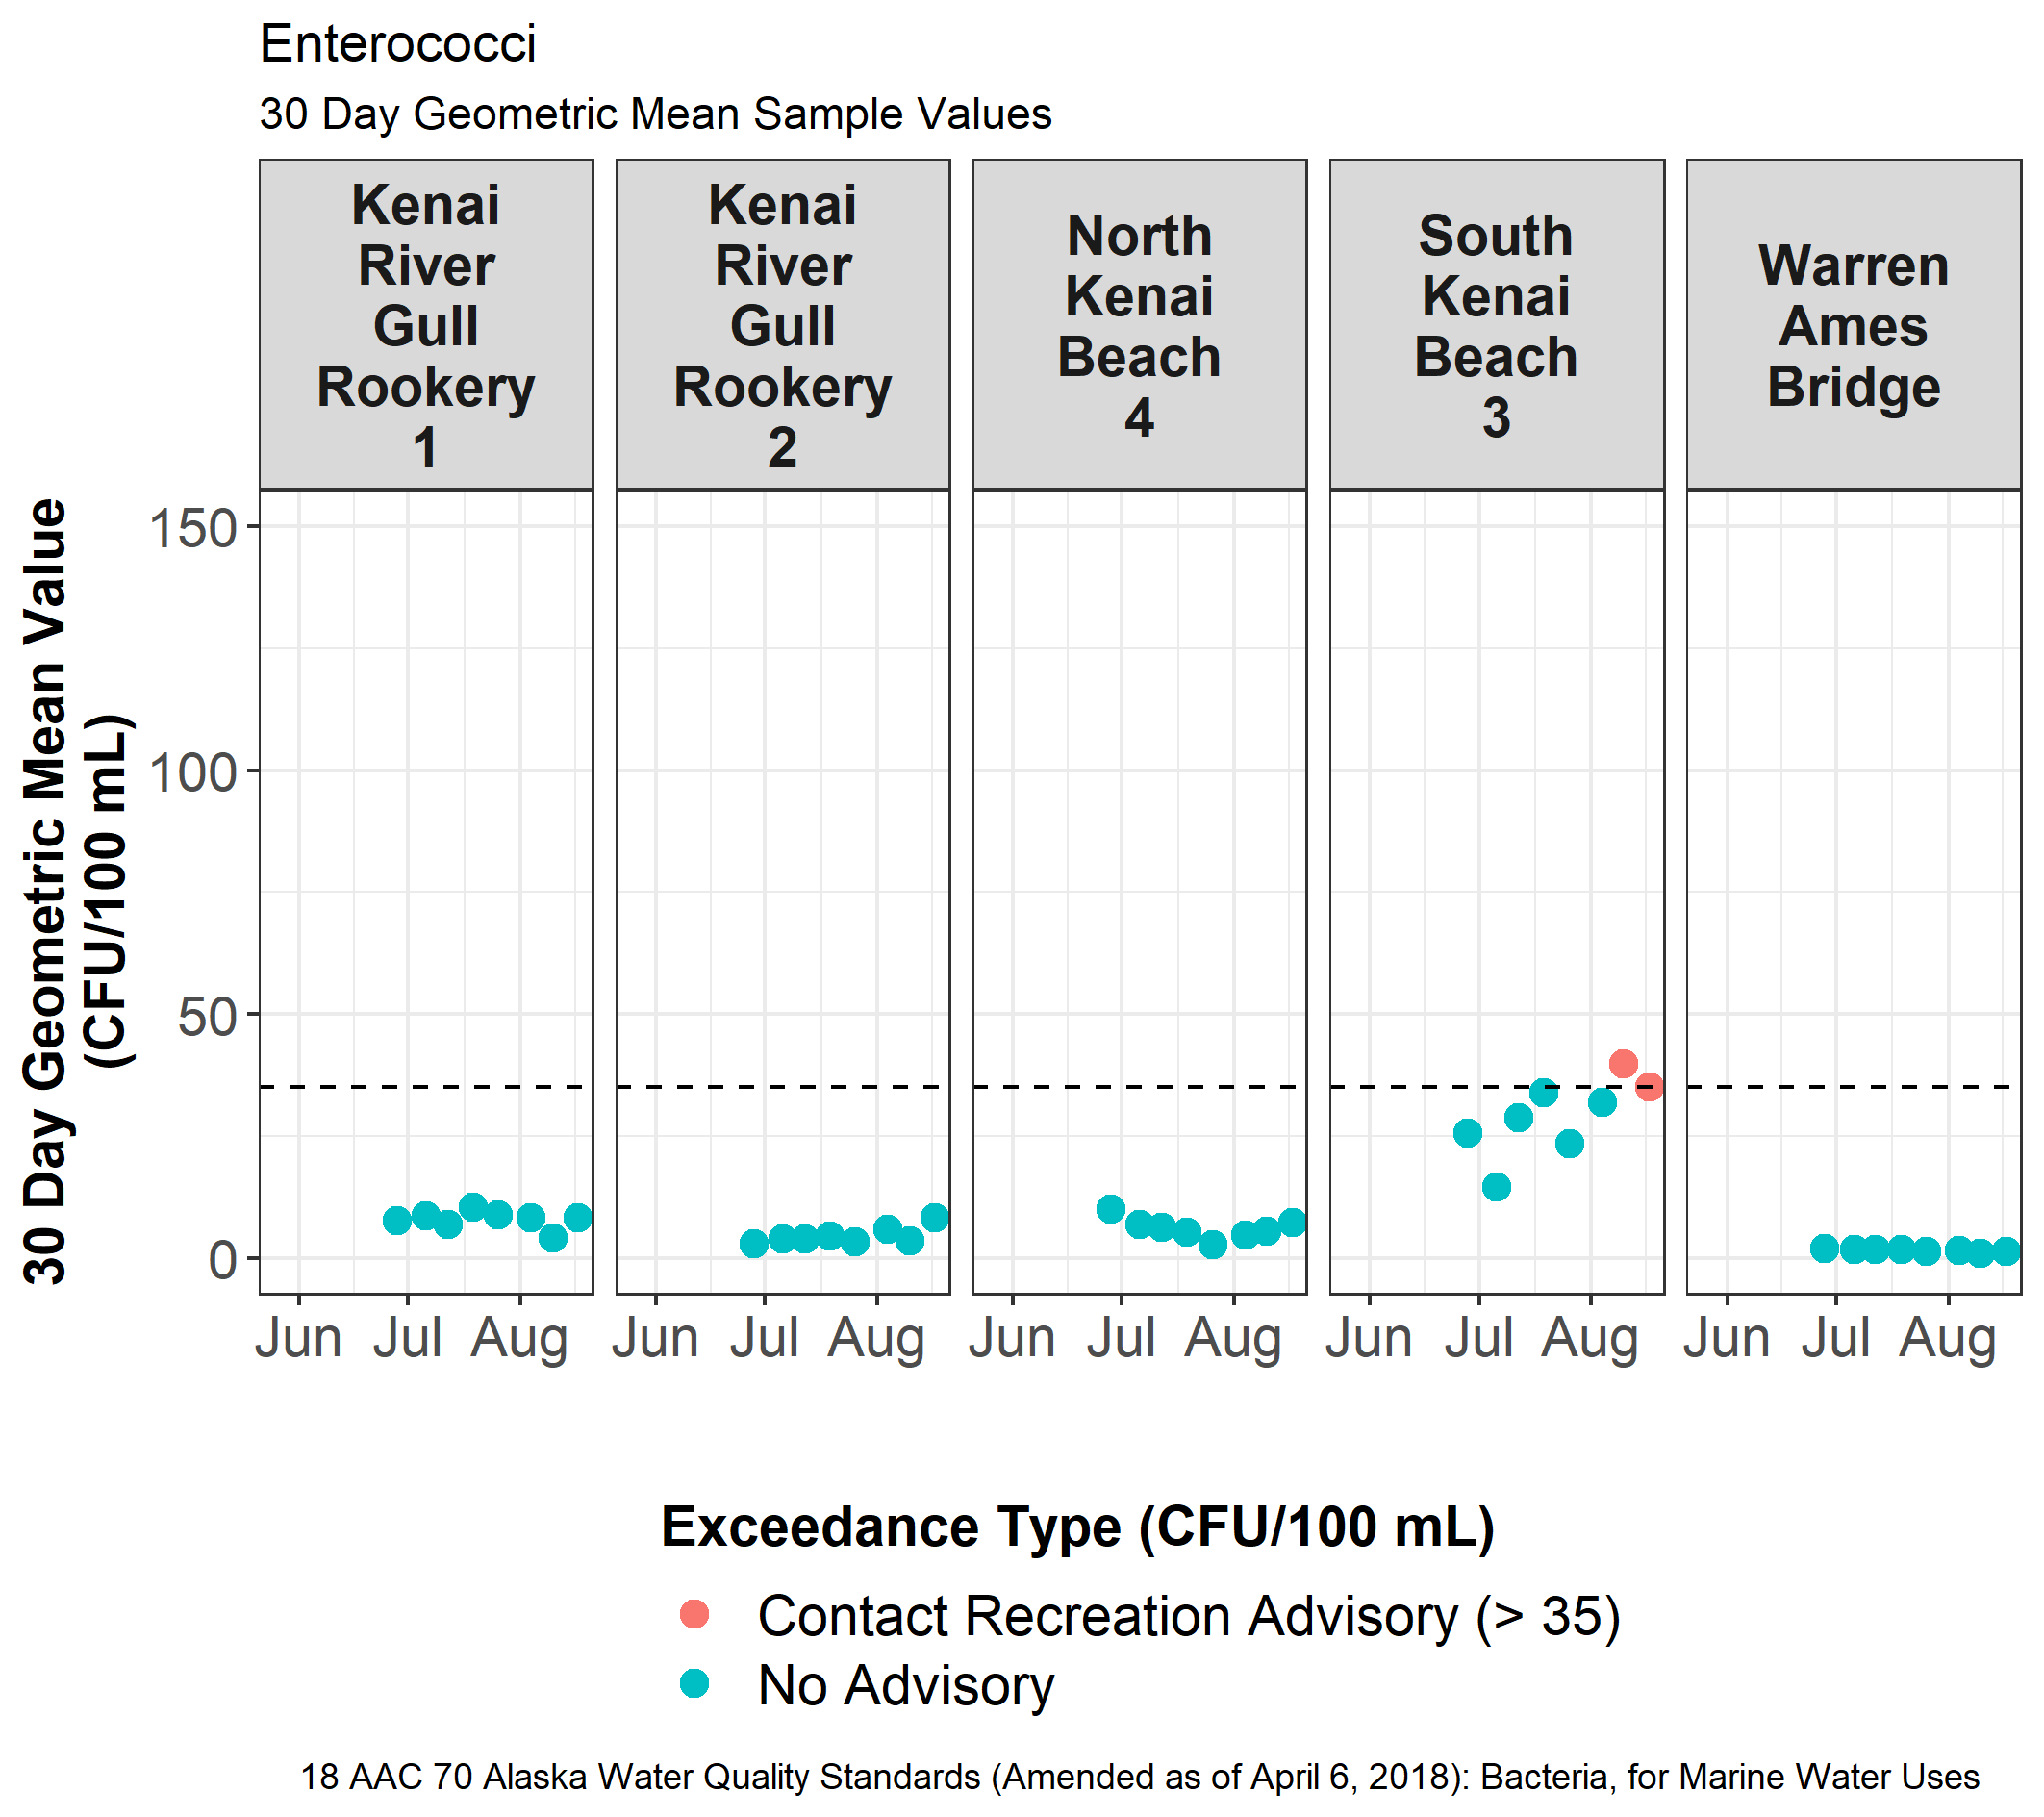 Enterococci
30 Day Geometric Mean Sample Values
Kenai
River
Gull
Rookery
1
Kenai
River
Gull
Rookery
2
North
Kenai
Beach
4
South
Kenai
Beach
3
Warren
Ames
Bridge
30 Day Geometric Mean Value
(CFU/100 mL)
150
100
50
0
Jun Jul Aug
Jun Jul Aug
Jun Jul Aug
Jun Jul Aug
Jun Jul Aug
Exceedance Type (CFU/100 mL)
Contact Recreation Advisory (> 35)
No Advisory
18 AAC 70 Alaska Water Quality Standards (Amended as of April 6, 2018): Bacteria, for Marine Water Uses